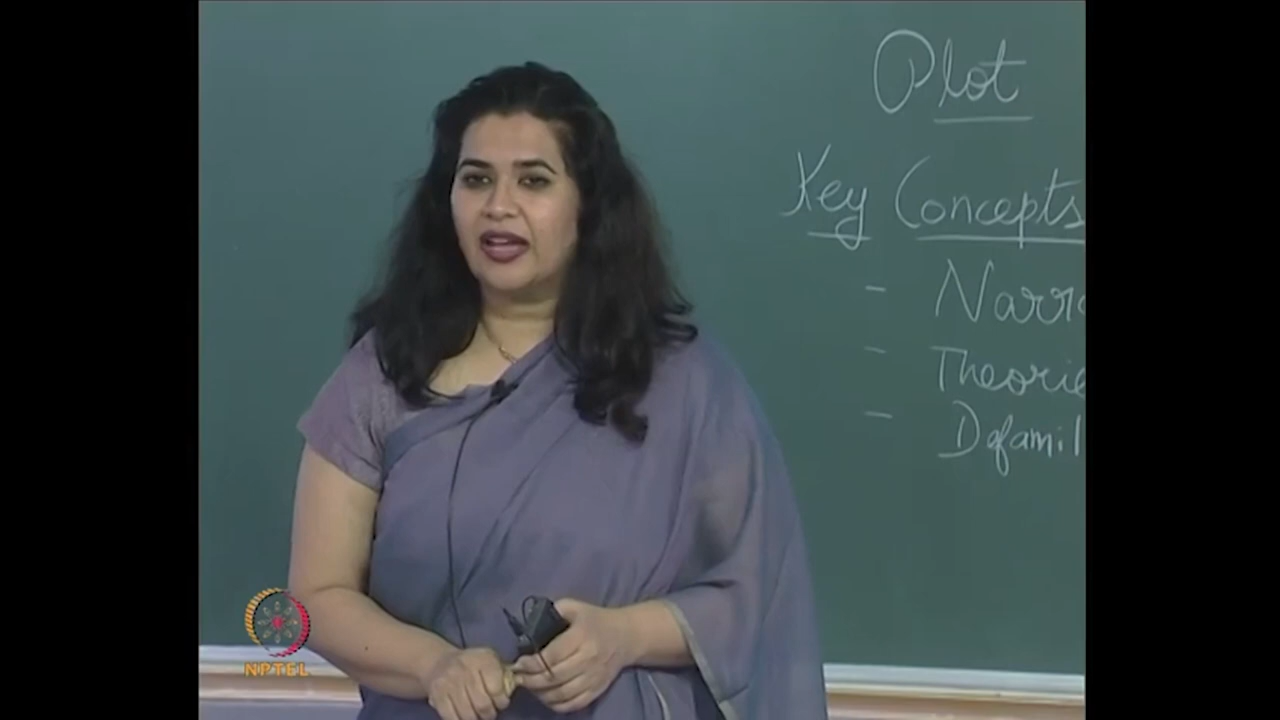 Plot
Key Concepts
- Narra
- Theorie
- Defamil
NPTEL